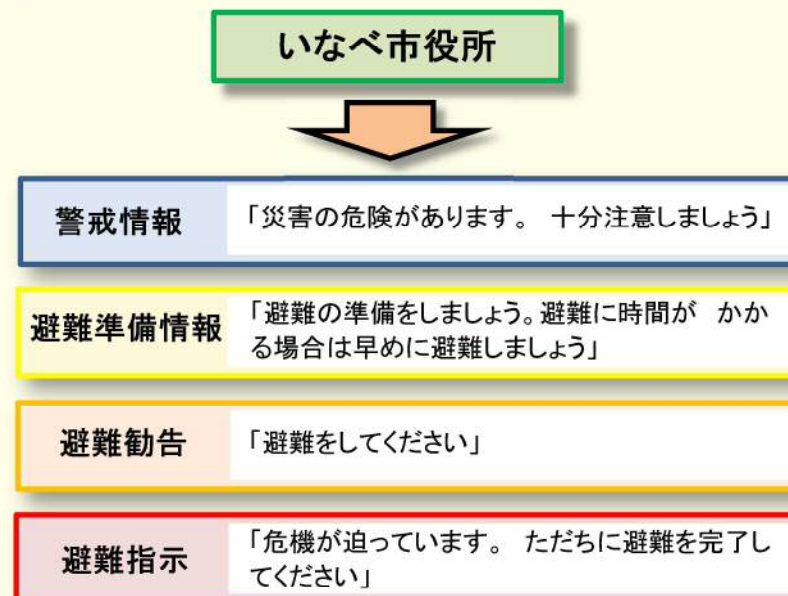 いなべ市役所
警戒情報
「災害の危険があります。 十分注意しましょう」
避難準備情報
「避難の準備をしましょう。避難に時間が かか
る場合は早めに避難しましょう」
避難勧告
「避難をしてください」
避難指示
「危機が迫っています。 ただちに避難を完了し
てください」